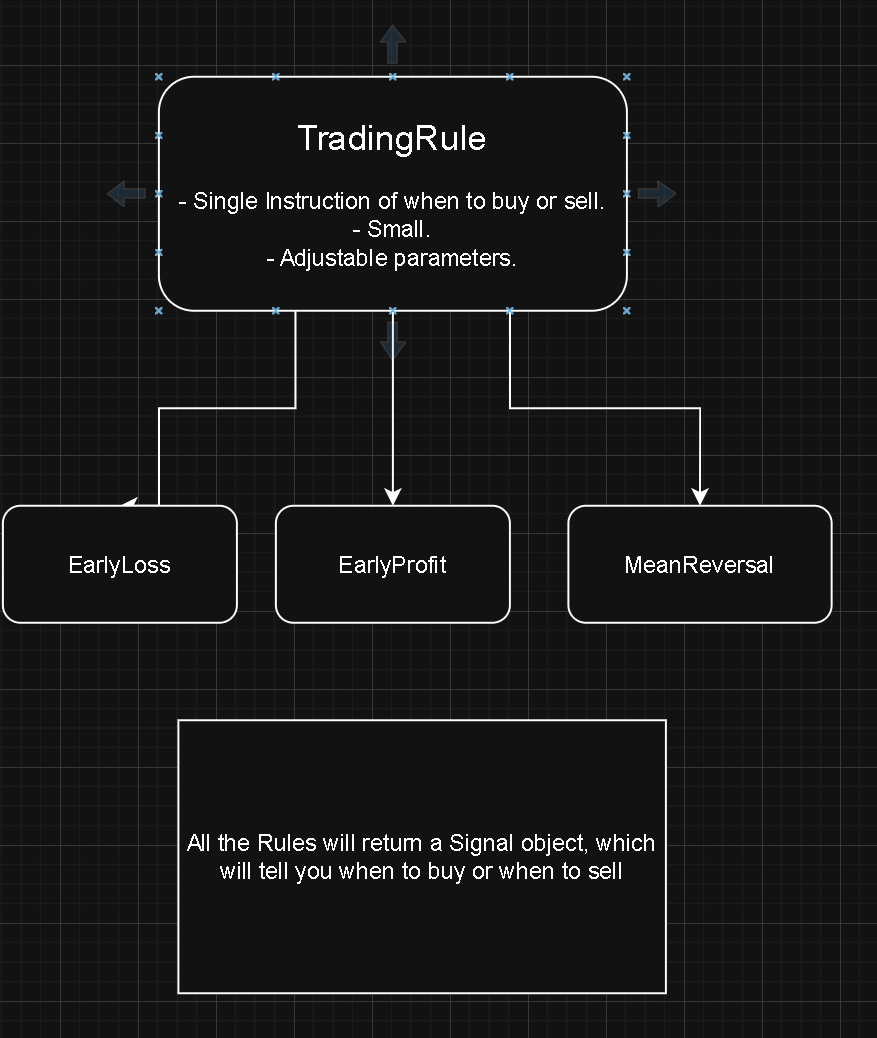 TradingRule
- Single Instruction of when to buy or sell.
- Small.
- Adjustable parameters.
EarlyLoss
EarlyProfit
MeanReversal
All the Rules will return a Signal object, which
will tell you when to buy or when to sell